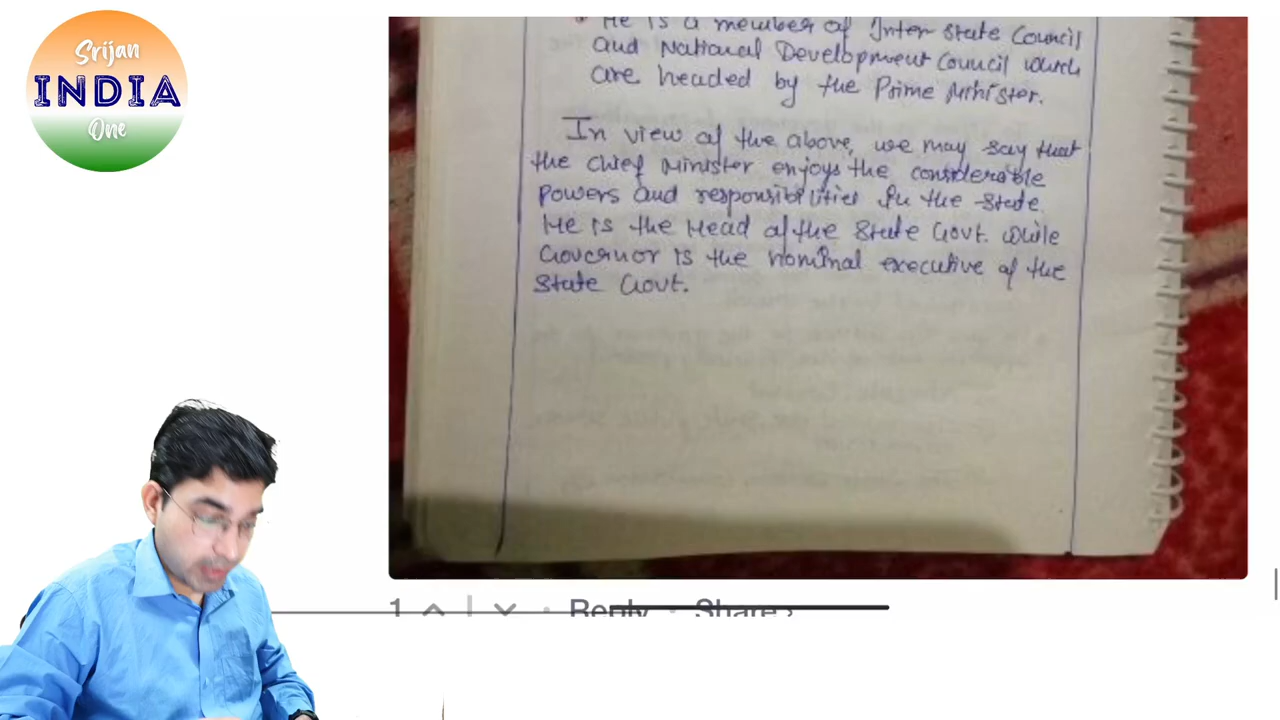 Srijan
INDIA
One
He is a member of Inter state Council
and National Development Council which
are headed by the Prime Minister.
In view of the above, we may say that
the Chief Minister enjoys the considerable
powers and responsibilities in the state.
He is the Head of the State Govt. while
Governor is the nominal executive of the
State Govt.
1 Reply Share ›